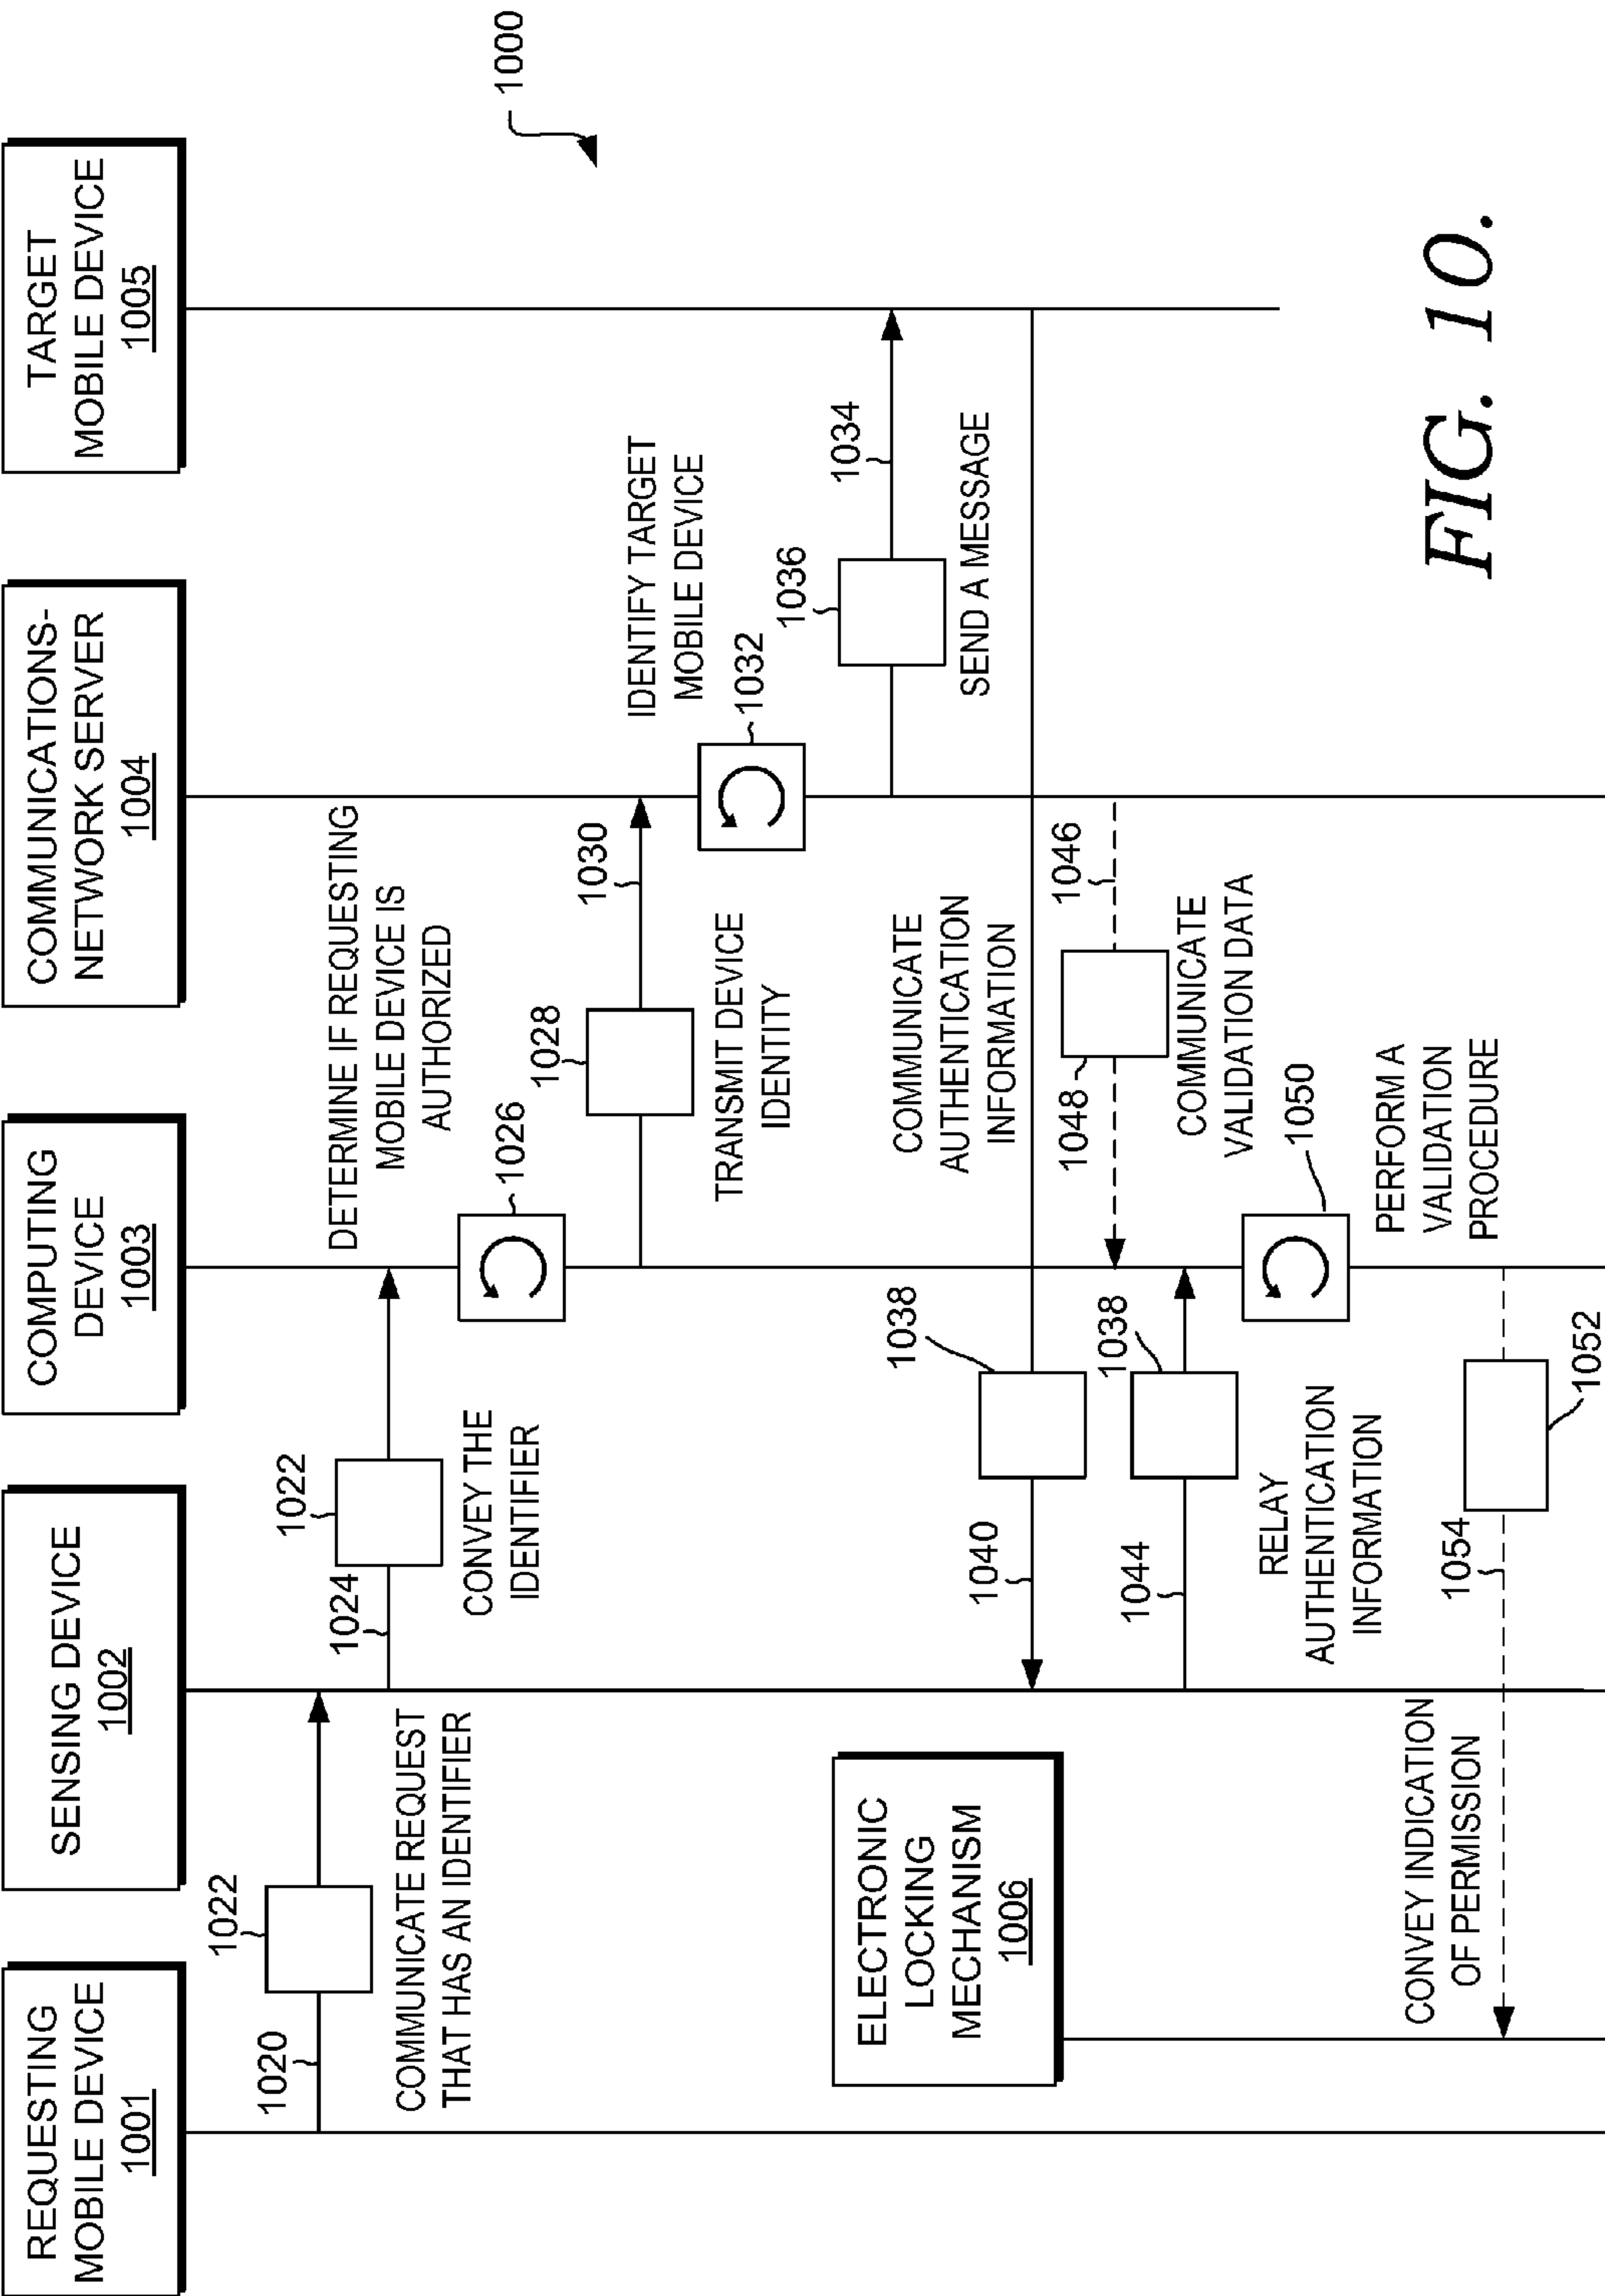 REQUESTING
MOBILE DEVICE
1001
SENSING DEVICE
1002
COMPUTING
DEVICE
1003
COMMUNICATIONS-
NETWORK SERVER
1004
TARGET
MOBILE DEVICE
1005
1000
1020
1022
COMMUNICATE REQUEST
THAT HAS AN IDENTIFIER
1024
1022
CONVEY THE
IDENTIFIER
DETERMINE IF REQUESTING
MOBILE DEVICE IS
AUTHORIZED
1026
1028
1030
TRANSMIT DEVICE
IDENTITY
IDENTIFY TARGET
MOBILE DEVICE
1032
1036
1034
SEND A MESSAGE
ELECTRONIC
LOCKING
MECHANISM
1006
1040
1038
COMMUNICATE
AUTHENTICATION
INFORMATION
1048
1046
COMMUNICATE
VALIDATION DATA
1044
1038
RELAY
AUTHENTICATION
INFORMATION
1050
PERFORM A
VALIDATION
PROCEDURE
CONVEY INDICATION
OF PERMISSION
1054
1052
FIG. 10.